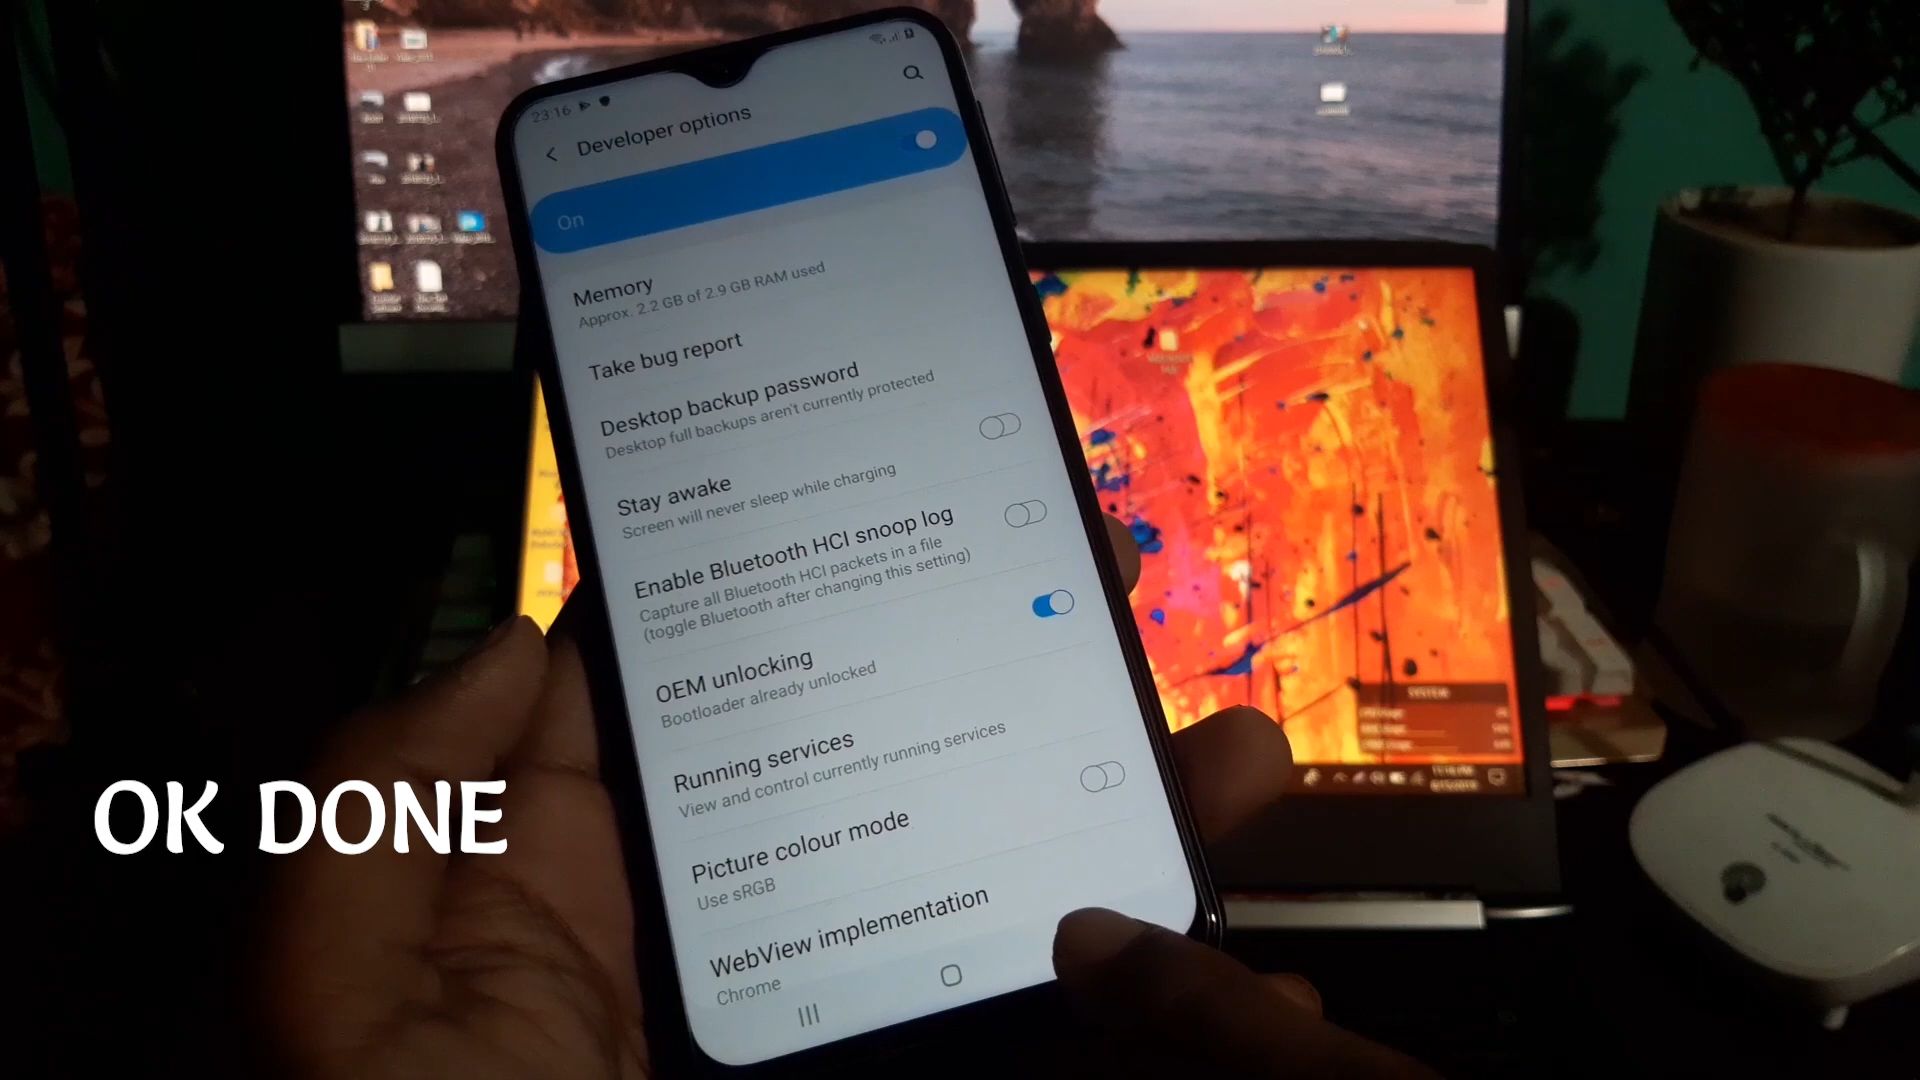 23:16
Developer options
On
Memory
Approx. 2.2 GB of 2.9 GB RAM used
Take bug report
Desktop backup password
Desktop full backups aren't currently protected
Stay awake
Screen will never sleep while charging
Enable Bluetooth HCI snoop log
Capture all Bluetooth HCI packets in a file
(toggle Bluetooth after changing this setting)
OEM unlocking
Bootloader already unlocked
Running services
View and control currently running services
Picture colour mode
Use sRGB
WebView implementation
Chrome
OK DONE
SYSTEM